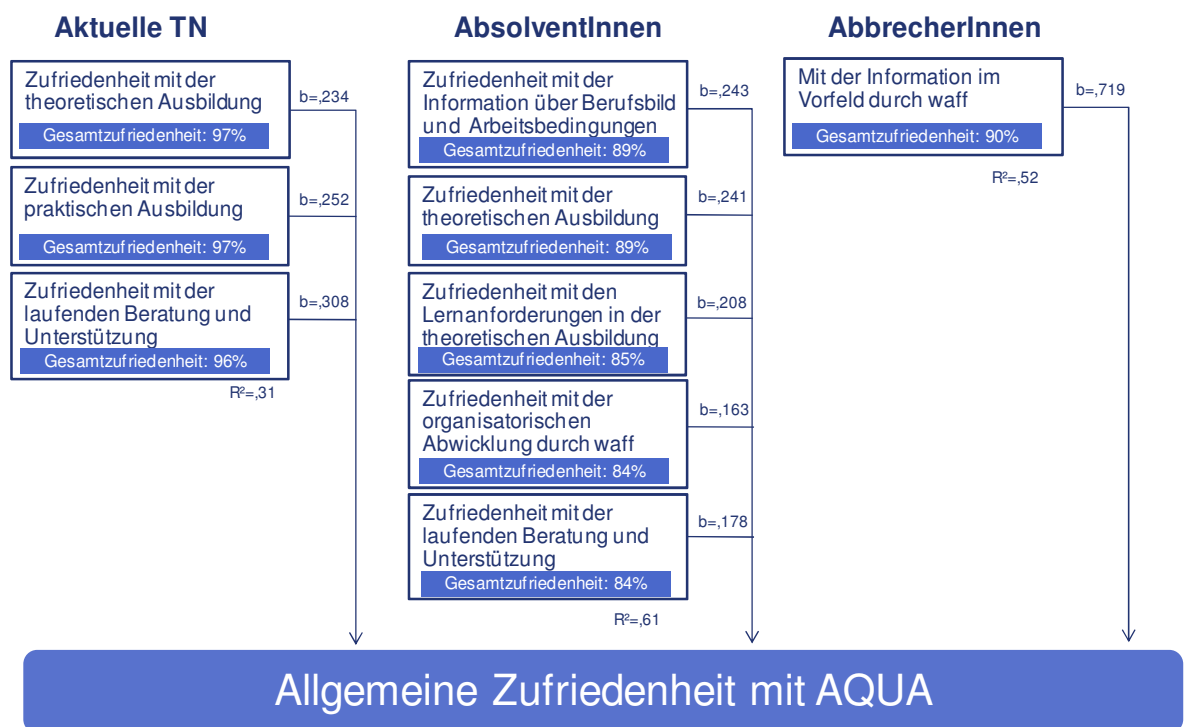 Aktuelle TN
Zufriedenheit mit der
theoretischen Ausbildung
Gesamtzufriedenheit: 97%
b=,234
Zufriedenheit mit der
praktischen Ausbildung
Gesamtzufriedenheit: 97%
b=,252
Zufriedenheit mit der
laufenden Beratung und
Unterstützung
Gesamtzufriedenheit: 96%
b=,308
R²=,31
AbsolventInnen
Zufriedenheit mit der
Information über Berufsbild
und Arbeitsbedingungen
Gesamtzufriedenheit: 89%
b=,243
Zufriedenheit mit der
theoretischen Ausbildung
Gesamtzufriedenheit: 89%
b=,241
Zufriedenheit mit den
Lernanforderungen in der
theoretischen Ausbildung
Gesamtzufriedenheit: 85%
b=,208
Zufriedenheit mit der
organisatorischen
Abwicklung durch waff
Gesamtzufriedenheit: 84%
b=,163
Zufriedenheit mit der
laufenden Beratung und
Unterstützung
Gesamtzufriedenheit: 84%
b=,178
R²=,61
AbbrecherInnen
Mit der Information im
Vorfeld durch waff
Gesamtzufriedenheit: 90%
b=,719
R²=,52
Allgemeine Zufriedenheit mit AQUA